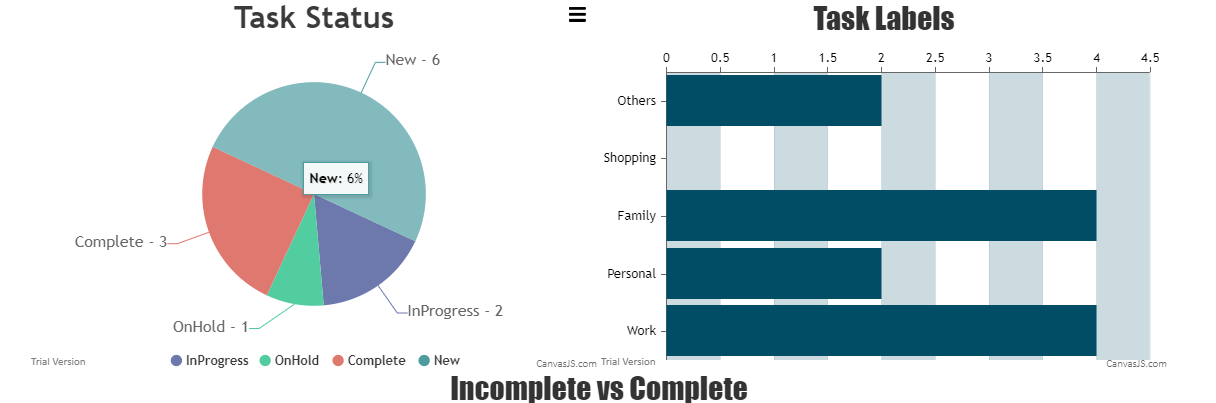 Task Status
New - 6
New: 6%
Complete - 3
InProgress - 2
OnHold - 1
InProgress OnHold Complete New
Trial Version
CanvasJS.com
Task Labels
0 0.5 1 1.5 2 2.5 3 3.5 4 4.5
Others
Shopping
Family
Personal
Work
Trial Version
CanvasJS.com
Incomplete vs Complete